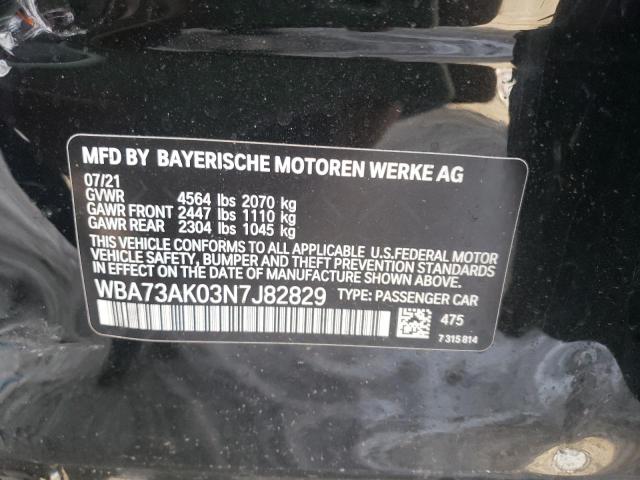 MFD BY BAYERISCHE MOTOREN WERKE AG
07/21
GVWR 4564 lbs 2070 kg
GAWR FRONT 2447 lbs 1110 kg
GAWR REAR 2304 lbs 1045 kg
THIS VEHICLE CONFORMS TO ALL APPLICABLE U.S.FEDERAL MOTOR
VEHICLE SAFETY, BUMPER AND THEFT PREVENTION STANDARDS
IN EFFECT ON THE DATE OF MANUFACTURE SHOWN ABOVE.
WBA73AK03N7J82829 TYPE: PASSENGER CAR
475
7 315 814